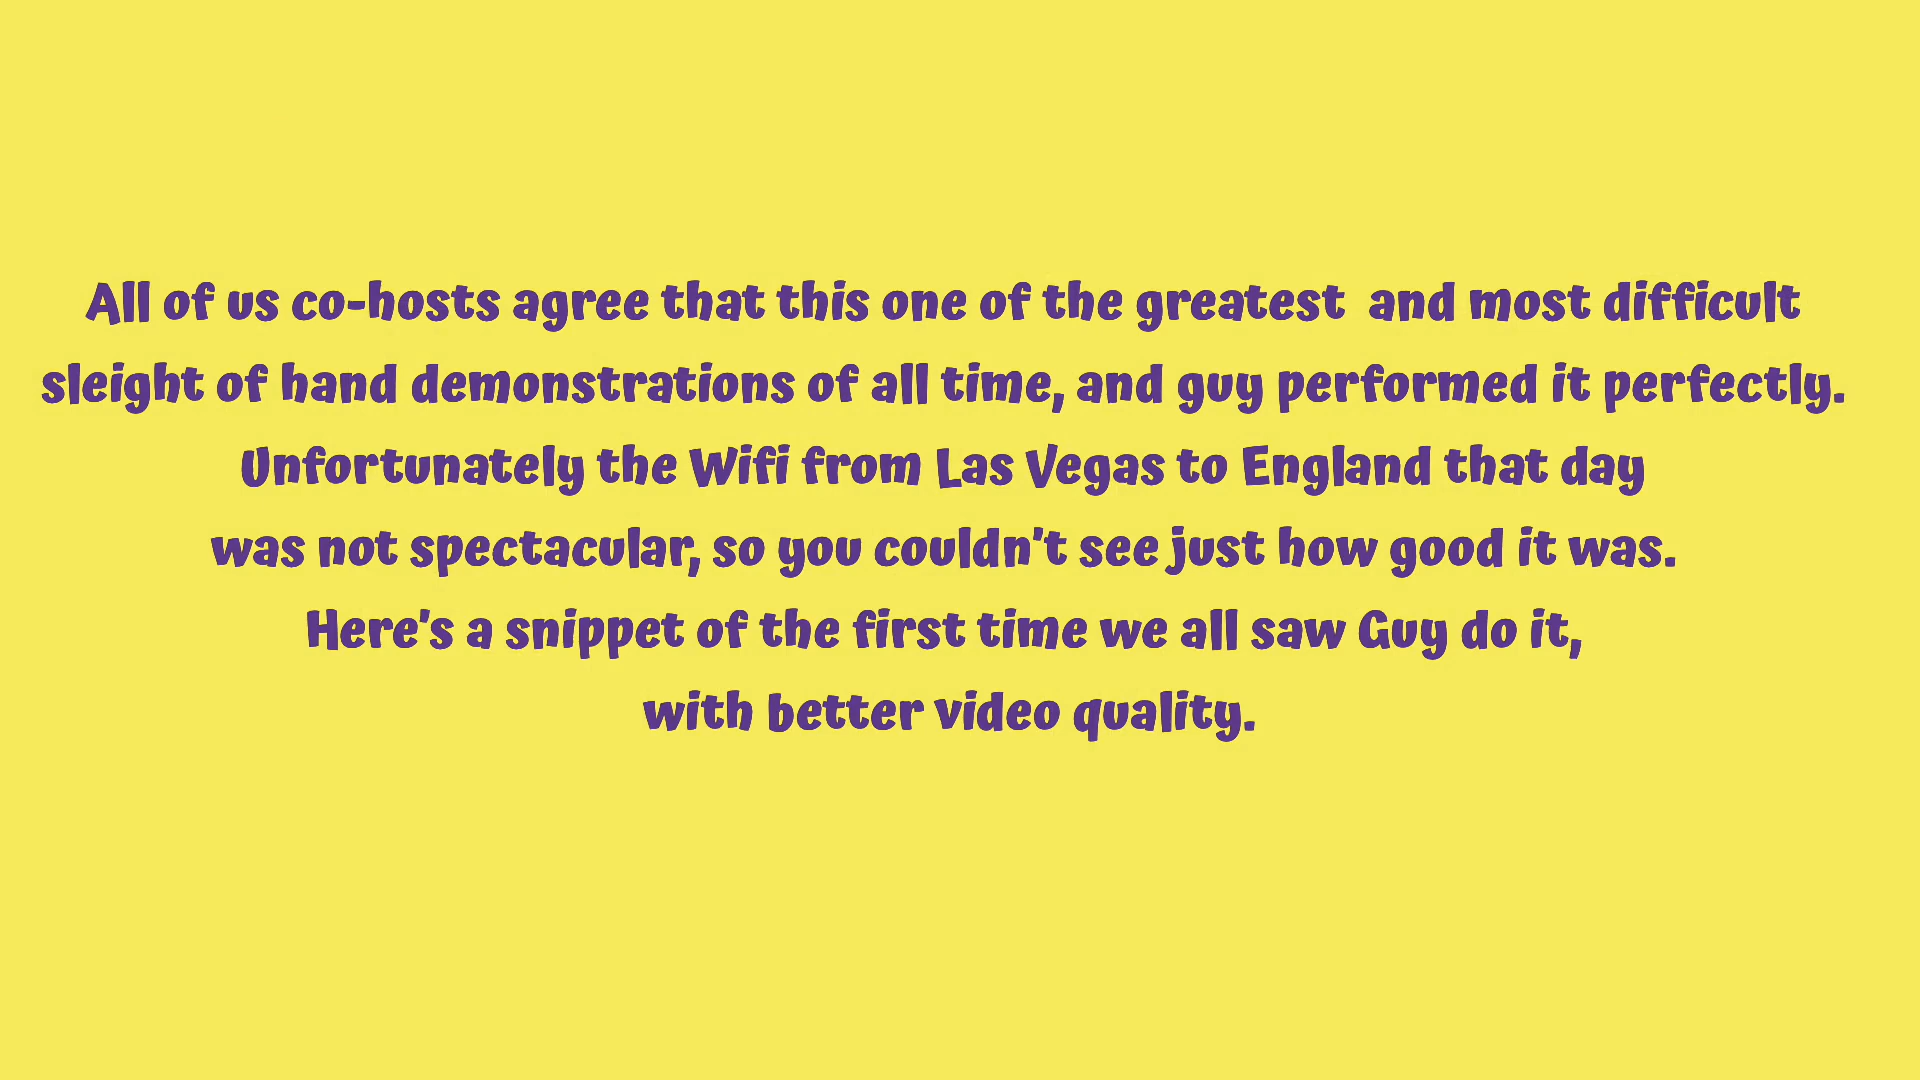 All of us co-hosts agree that this one of the greatest  and most difficult
sleight of hand demonstrations of all time, and guy performed it perfectly.
Unfortunately the Wifi from Las Vegas to England that day
was not spectacular, so you couldn't see just how good it was.
Here's a snippet of the first time we all saw Guy do it,
with better video quality.